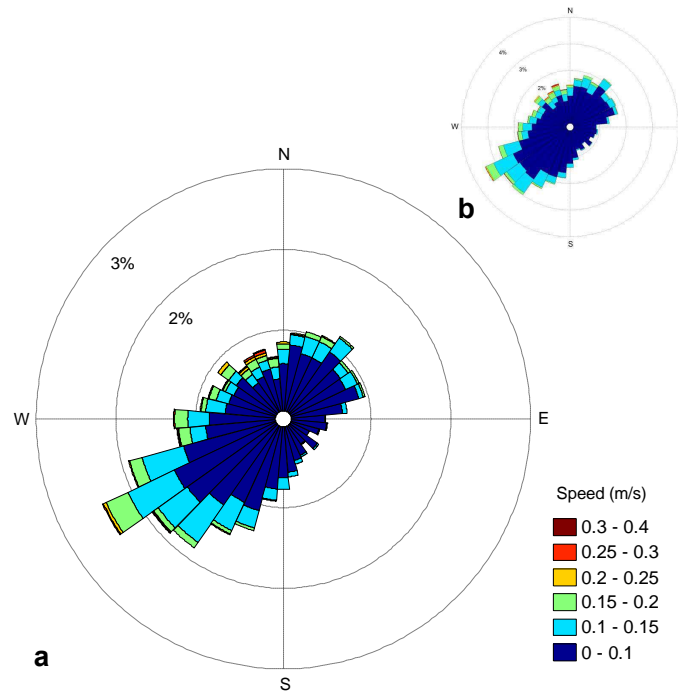 N
4%
3%
2%
W
b
S
N
3%
2%
W
E
Speed (m/s)
0.3 - 0.4
0.25 - 0.3
0.2 - 0.25
0.15 - 0.2
0.1 - 0.15
0 - 0.1
a
S